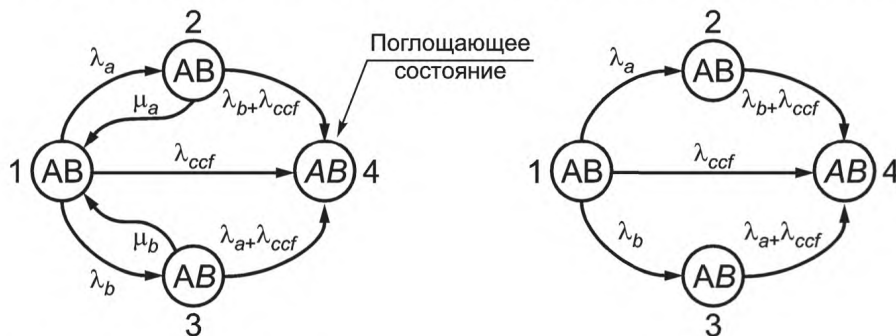 2
λa
AB
Поглощающее
состояние
μa
λb+λccf
1
AB
λccf
AB
4
μb
λa+λccf
λb
AB
3
2
λa
AB
λb+λccf
1
AB
λccf
AB
4
λb
λa+λccf
AB
3